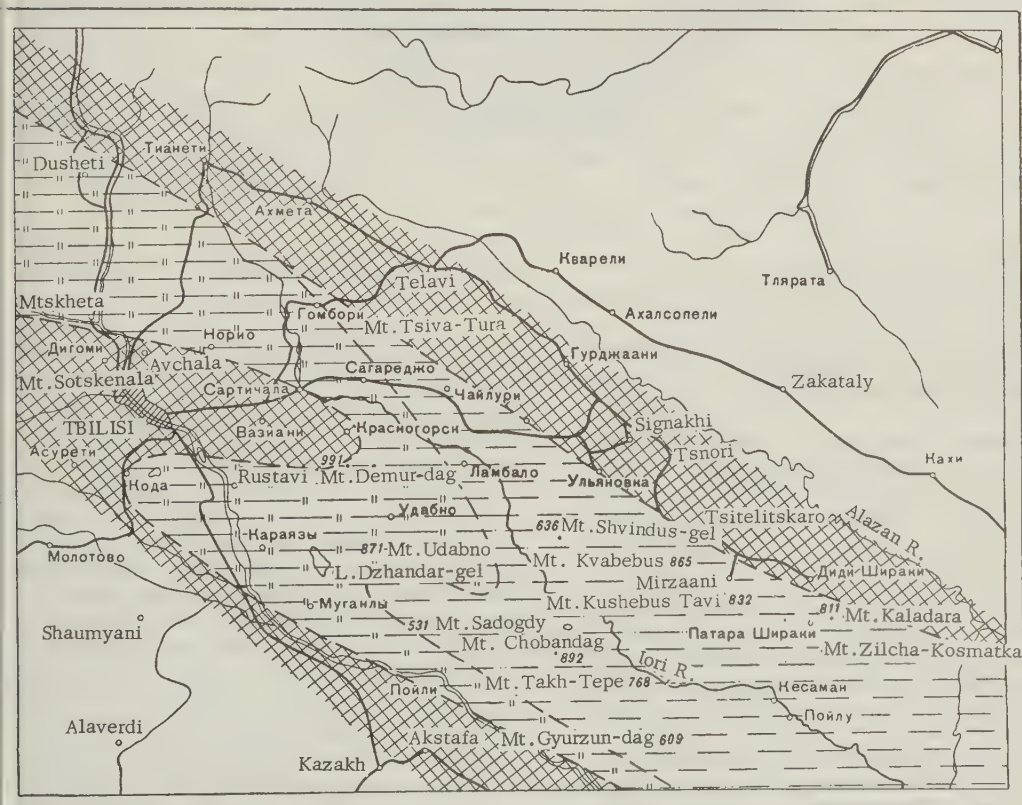 Dusheti
Тианети
Ахмета
Кварели
Тлярата
Telavi
Mtskheta
Гомбори
Mt. Tsiva-Tura
Ахалсопели
Норио
Дигоми
Avchala
Гурджаани
Mt. Sotskenala
Сартичала
Сагареджо
Чайлури
Zakataly
TBILISI
Вазиани
Красногорск
Signakhi
Асурети
Tsnori
991
Кода
Rustavi
Mt. Demur-dag
Ламбало
Ульяновка
Кахи
Удабно
636 Mt. Shvindus-gel
Tsitelitskaro
Alazan R.
Караязы
871 Mt. Udabno
Молотово
L. Dzhandar-gel
Mt. Kvabebus 865
Диди Шираки
Mirzaani
Муганлы
Mt. Kushebus Tavi 832
811
Mt. Kaladara
531 Mt. Sadogdy
Shaumyani
Патара Шираки
Mt. Chobandag
892
Mt. Zilcha-Kosmatka
Iori R.
Пойли
Mt. Takh-Tepe 768
Кесаман
Пойлу
Alaverdi
Akstafa
Mt. Gyurzun-dag 609
Kazakh